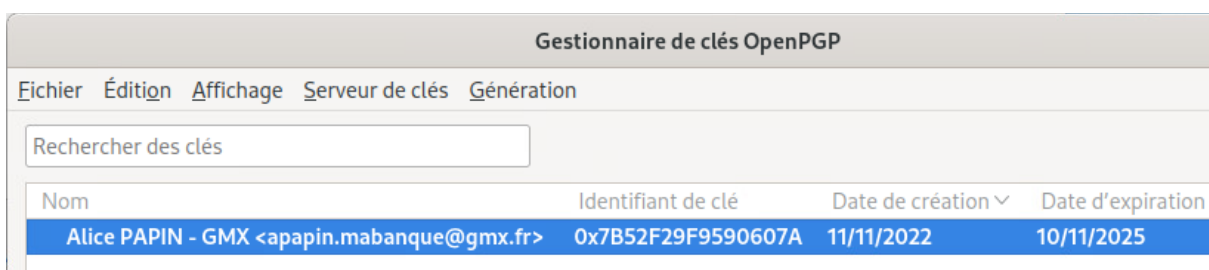 Gestionnaire de clés OpenPGP
Fichier Édition Affichage Serveur de clés Génération
Rechercher des clés
Nom Identifiant de clé Date de création Date d'expiration
Alice PAPIN - GMX <apapin.mabanque@gmx.fr> 0x7B52F29F9590607A 11/11/2022 10/11/2025